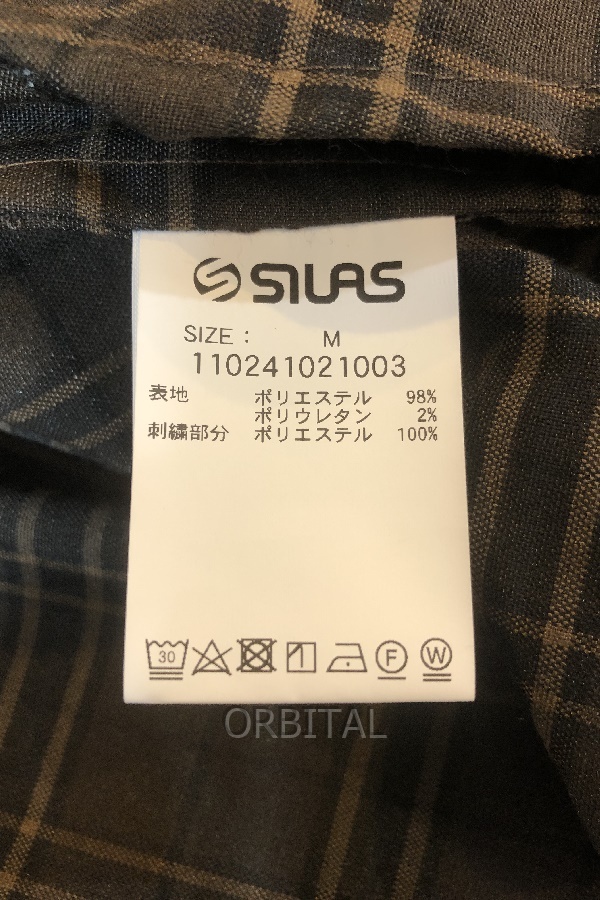 SILAS
SIZE : M
110241021003
表地 ポリエステル 98%
ポリウレタン 2%
刺繍部分 ポリエステル 100%
30 F W
ORBITAL